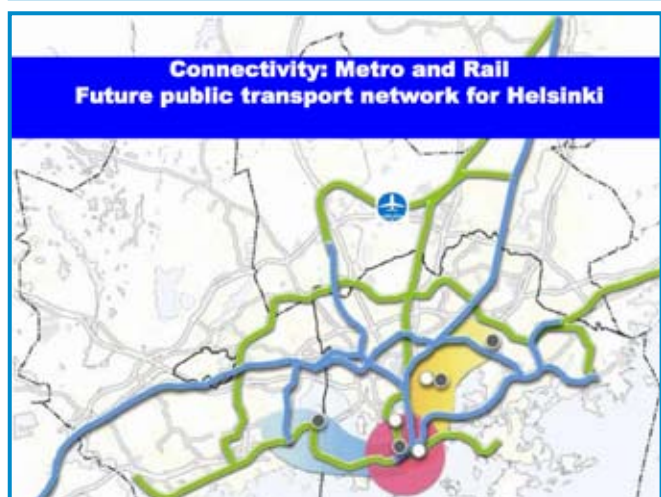 Connectivity: Metro and Rail
Future public transport network for Helsinki